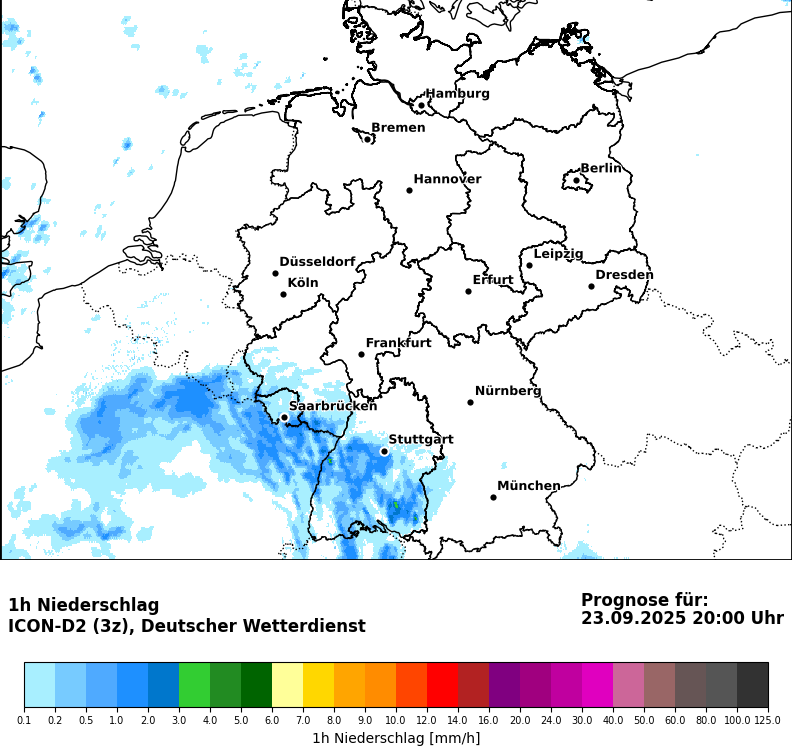 Hamburg
Bremen
Berlin
Hannover
Leipzig
Düsseldorf
Dresden
Köln
Erfurt
Frankfurt
Nürnberg
Saarbrücken
Stuttgart
München
1h Niederschlag
ICON-D2 (3z), Deutscher Wetterdienst
Prognose für:
23.09.2025 20:00 Uhr
0.1 0.2 0.5 1.0 2.0 3.0 4.0 5.0 6.0 7.0 8.0 9.0 10.0 12.0 14.0 16.0 20.0 24.0 30.0 40.0 50.0 60.0 80.0 100.0 125.0
1h Niederschlag [mm/h]